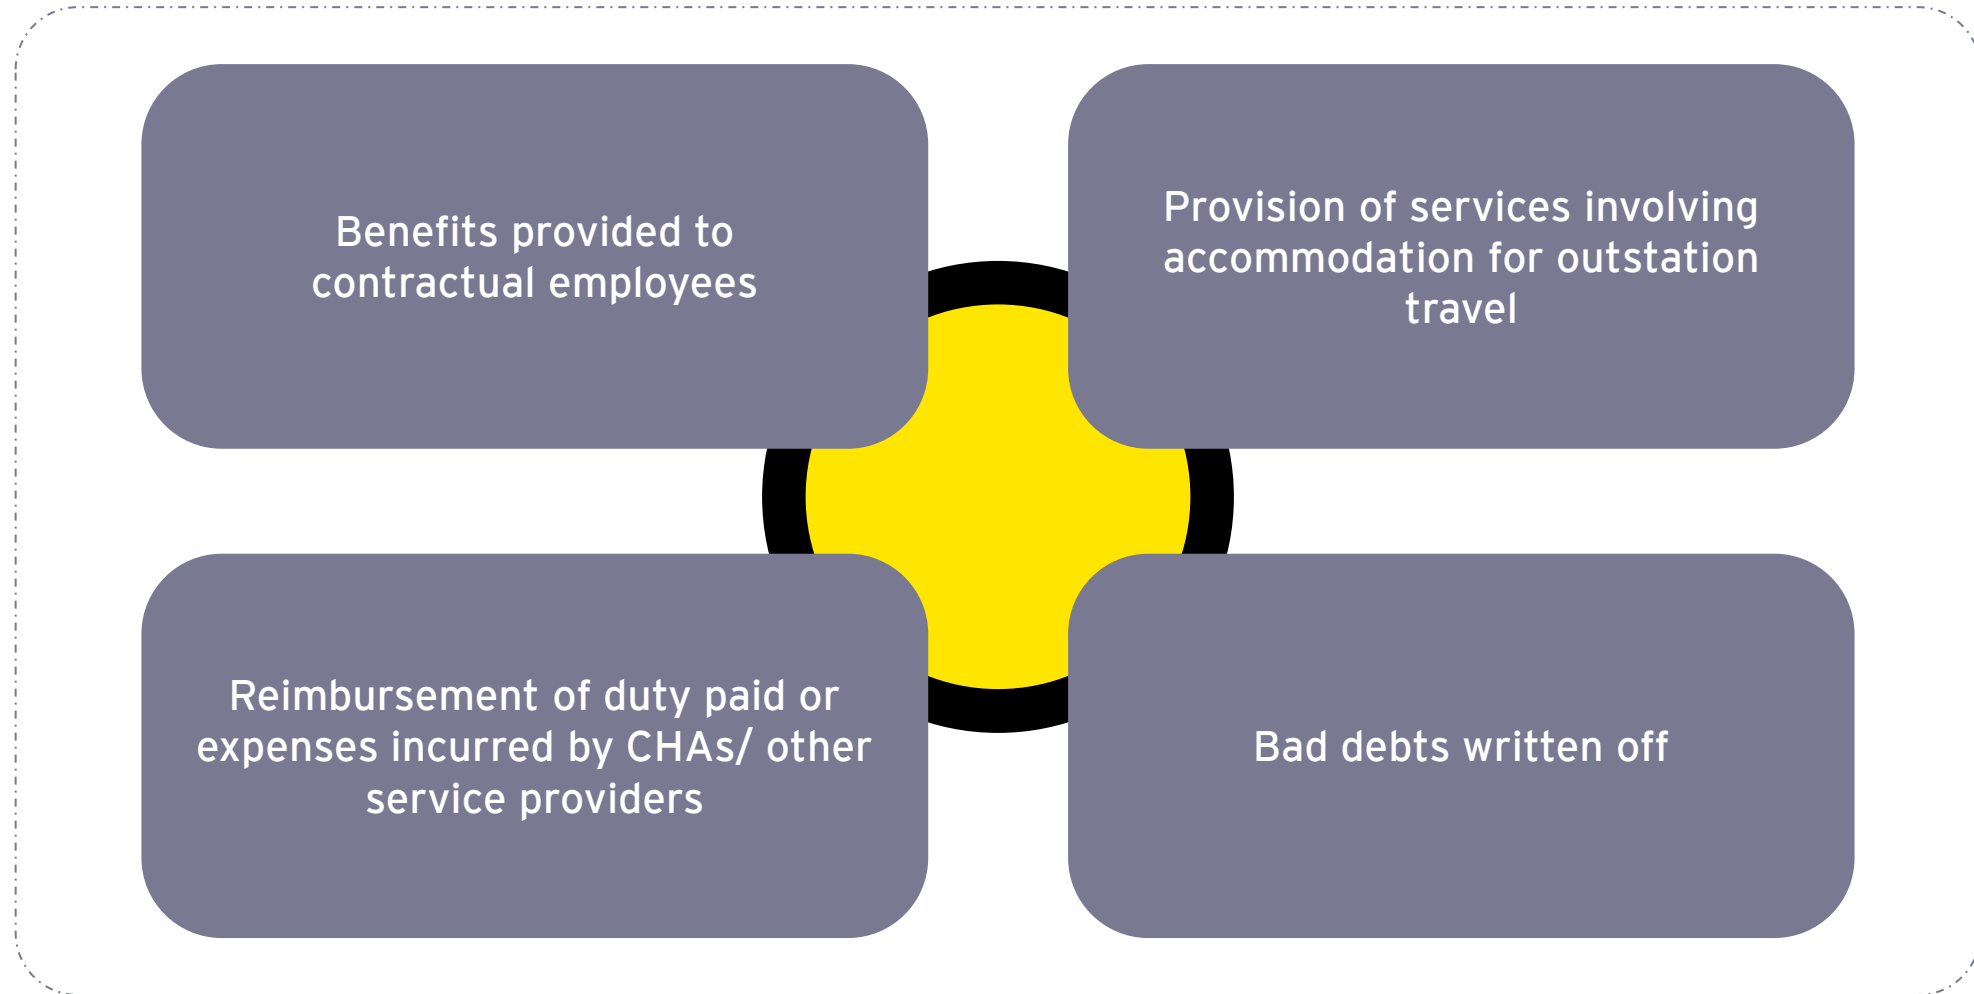 Benefits provided to
contractual employees
Provision of services involving
accommodation for outstation
travel
Reimbursement of duty paid or
expenses incurred by CHAs/ other
service providers
Bad debts written off